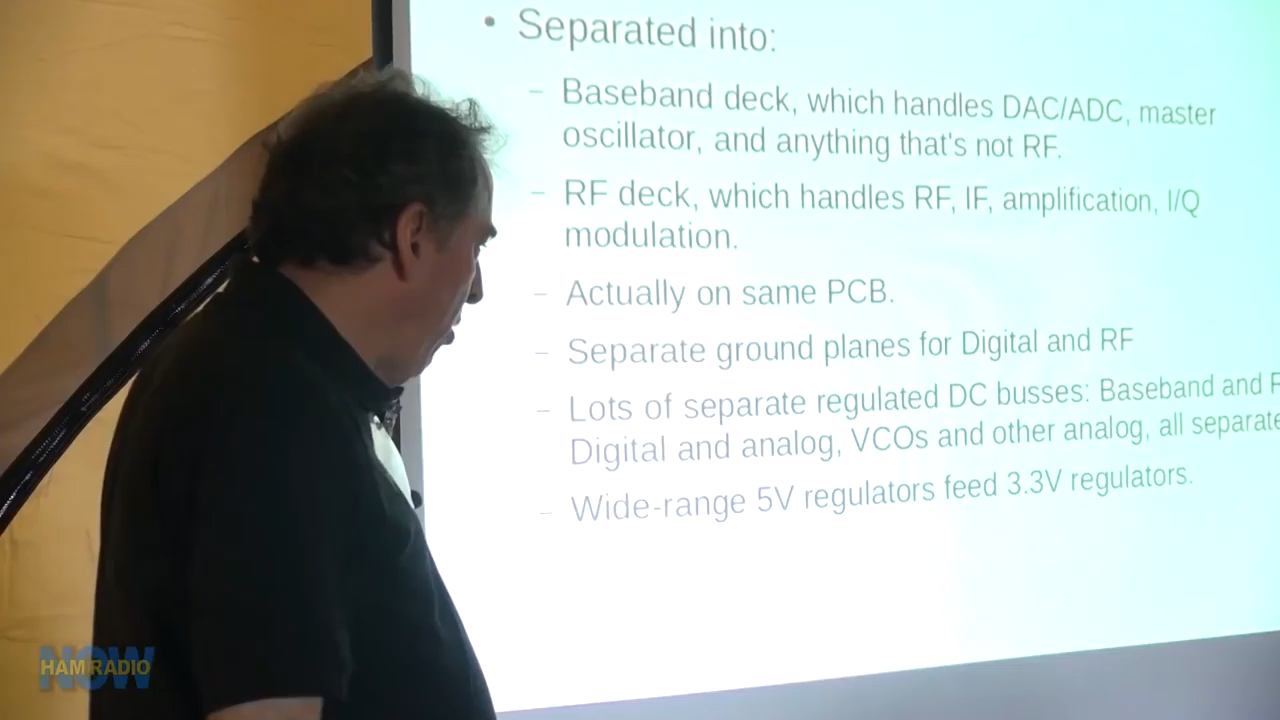 • Separated into:
– Baseband deck, which handles DAC/ADC, master
oscillator, and anything that's not RF.
– RF deck, which handles RF, IF, amplification, I/Q
modulation.
– Actually on same PCB.
– Separate ground planes for Digital and RF
– Lots of separate regulated DC busses: Baseband and
Digital and analog, VCOs and other analog, all separate
– Wide-range 5V regulators feed 3.3V regulators.
HAM RADIO
NOW